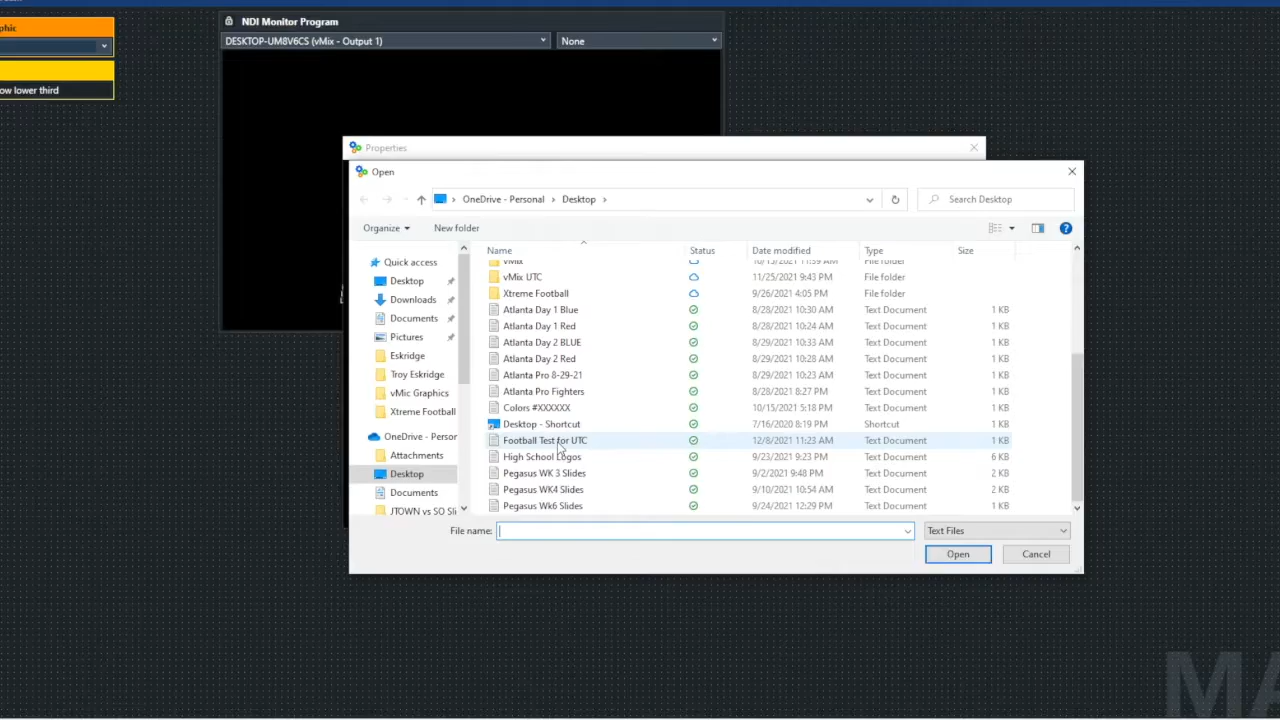 phic
NDI Monitor Program
DESKTOP-UM8V6CS (vMix - Output 1)
None
ow lower third
Properties
Open
OneDrive - Personal > Desktop >
Search Desktop
Organize
New folder
Name Status Date modified Type Size
Quick access
Desktop
Downloads
Documents
Pictures
Eskridge
Troy Eskridge
vMic Graphics
Xtreme Football
OneDrive - Person
Attachments
Desktop
Documents
JTOWN vs SO Sli
vMix 10/13/2021 11:39 AM File folder
vMix UTC 11/25/2021 9:43 PM File folder
Xtreme Football 9/26/2021 4:05 PM File folder
Atlanta Day 1 Blue 8/28/2021 10:30 AM Text Document 1 KB
Atlanta Day 1 Red 8/28/2021 10:24 AM Text Document 1 KB
Atlanta Day 2 BLUE 8/29/2021 10:33 AM Text Document 1 KB
Atlanta Day 2 Red 8/29/2021 10:28 AM Text Document 1 KB
Atlanta Pro 8-29-21 8/29/2021 10:23 AM Text Document 1 KB
Atlanta Pro Fighters 8/28/2021 8:27 PM Text Document 1 KB
Colors #XXXXXX 10/15/2021 5:18 PM Text Document 1 KB
Desktop - Shortcut 7/16/2020 8:19 PM Shortcut 1 KB
Football Test for UTC 12/8/2021 11:23 AM Text Document 1 KB
High School Logos 9/23/2021 9:23 PM Text Document 6 KB
Pegasus WK 3 Slides 9/2/2021 9:48 PM Text Document 2 KB
Pegasus WK4 Slides 9/10/2021 10:54 AM Text Document 2 KB
Pegasus Wk6 Slides 9/24/2021 12:29 PM Text Document 1 KB
File name:
Text Files
Open
Cancel
MA